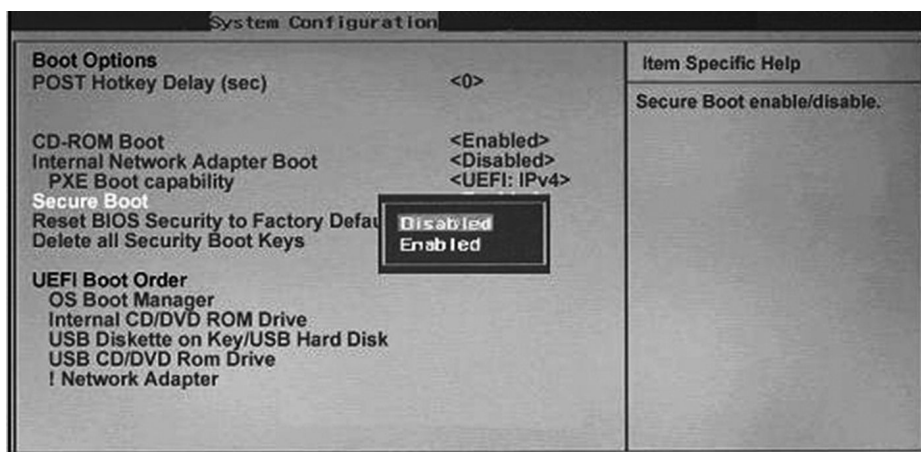 System Configuration
Boot Options
POST Hotkey Delay (sec) <0>
CD-ROM Boot <Enabled>
Internal Network Adapter Boot <Disabled>
PXE Boot capability <UEFI: IPv4>
Secure Boot
Reset BIOS Security to Factory Defau
Delete all Security Boot Keys
Disabled
Enabled
UEFI Boot Order
OS Boot Manager
Internal CD/DVD ROM Drive
USB Diskette on Key/USB Hard Disk
USB CD/DVD Rom Drive
! Network Adapter
Item Specific Help
Secure Boot enable/disable.